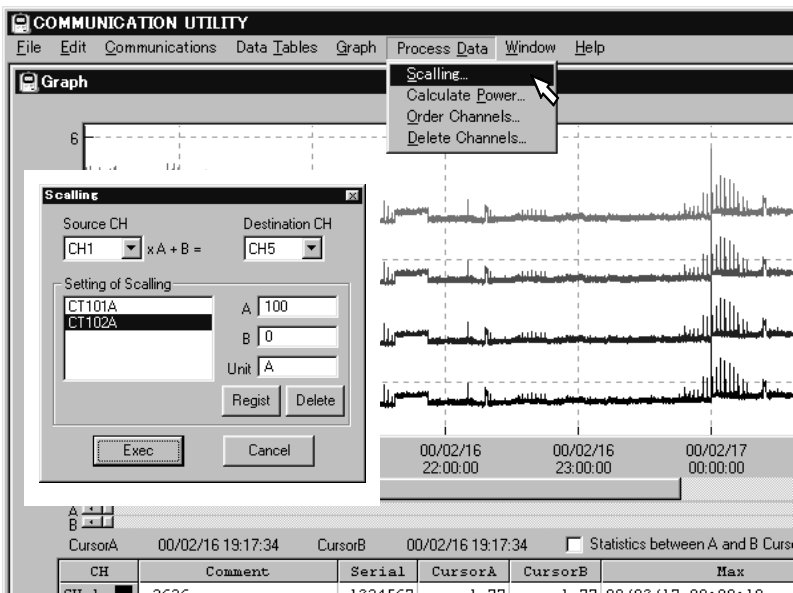 COMMUNICATION UTILITY
File Edit Communications Data Tables Graph Process Data Window Help
Graph
Scalling...
Calculate Power...
Order Channels...
Delete Channels...
6
Scalling
Source CH Destination CH
CH1 x A + B = CH5
Setting of Scalling
CT101A
CT102A
A 100
B 0
Unit A
Regist Delete
Exec Cancel
00/02/16 00/02/16 00/02/17
22:00:00 23:00:00 00:00:00
A
B
CursorA 00/02/16 19:17:34 CursorB 00/02/16 19:17:34 Statistics between A and B Curs
CH Comment Serial CursorA CursorB Max